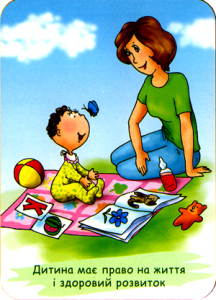 Дитина має право на життя
і здоровий розвиток